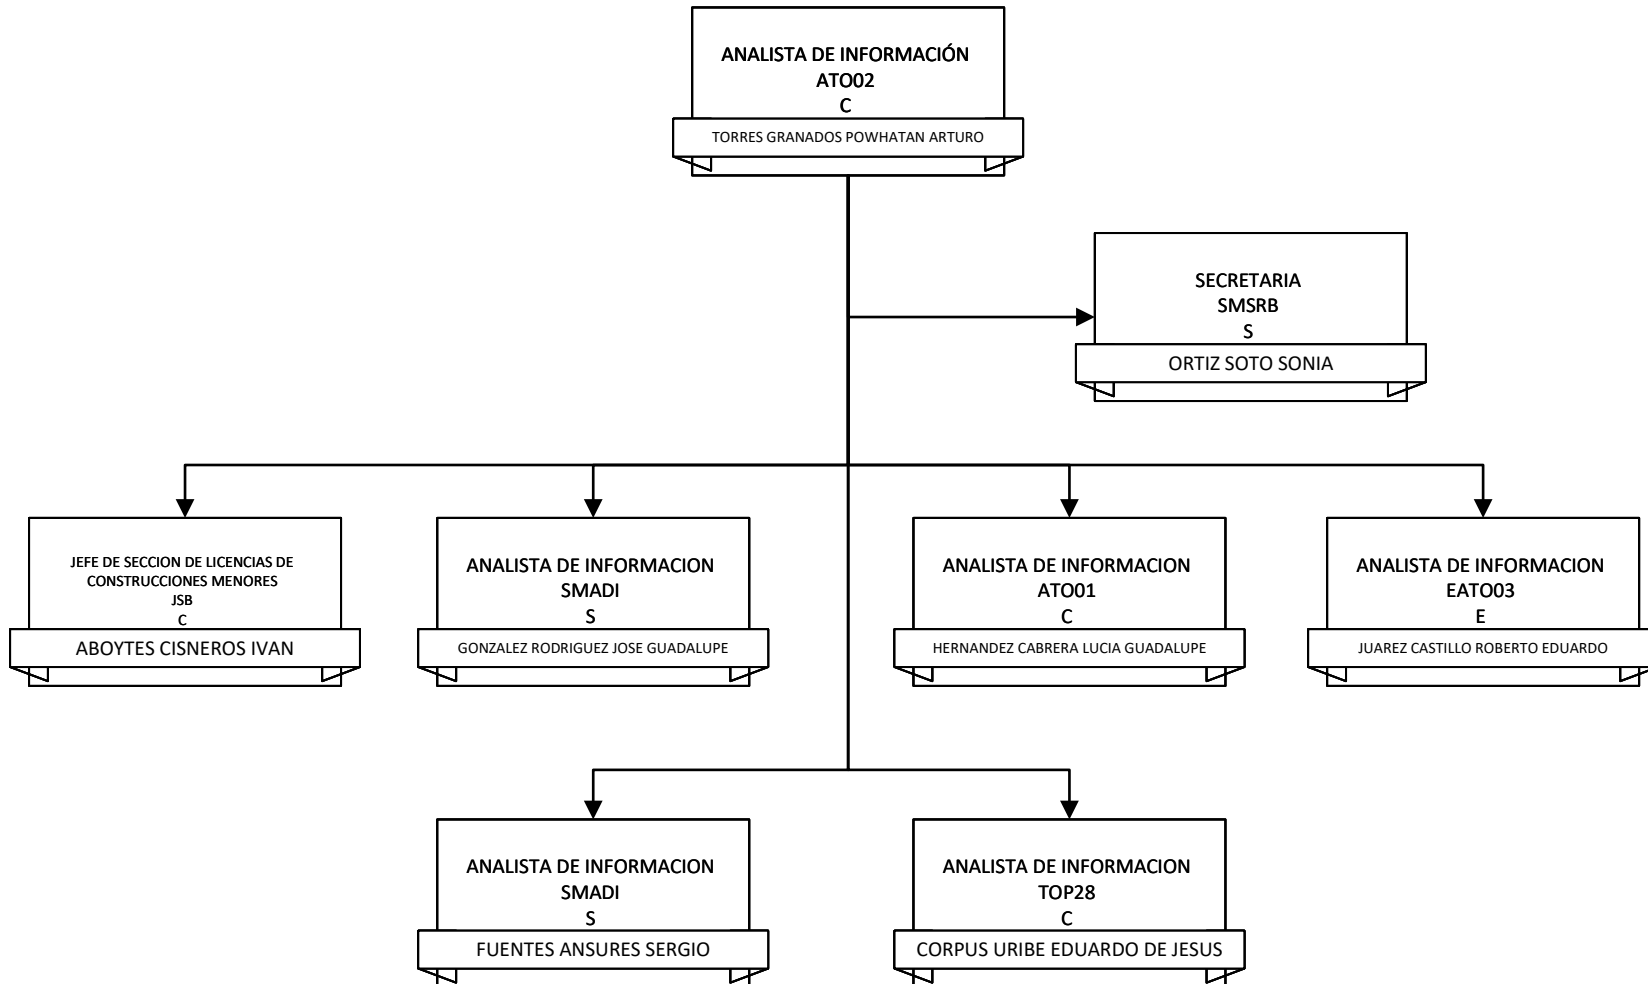 ANALISTA DE INFORMACIÓN
ATO02
C
TORRES GRANADOS POWHATAN ARTURO
SECRETARIA
SMSRB
S
ORTIZ SOTO SONIA
JEFE DE SECCION DE LICENCIAS DE
CONSTRUCCIONES MENORES
JSB
C
ABOYTES CISNEROS IVAN
ANALISTA DE INFORMACION
SMADI
S
GONZALEZ RODRIGUEZ JOSE GUADALUPE
ANALISTA DE INFORMACION
ATO01
C
HERNANDEZ CABRERA LUCIA GUADALUPE
ANALISTA DE INFORMACION
EATO03
E
JUAREZ CASTILLO ROBERTO EDUARDO
ANALISTA DE INFORMACION
SMADI
S
FUENTES ANSURES SERGIO
ANALISTA DE INFORMACION
TOP28
C
CORPUS URIBE EDUARDO DE JESUS